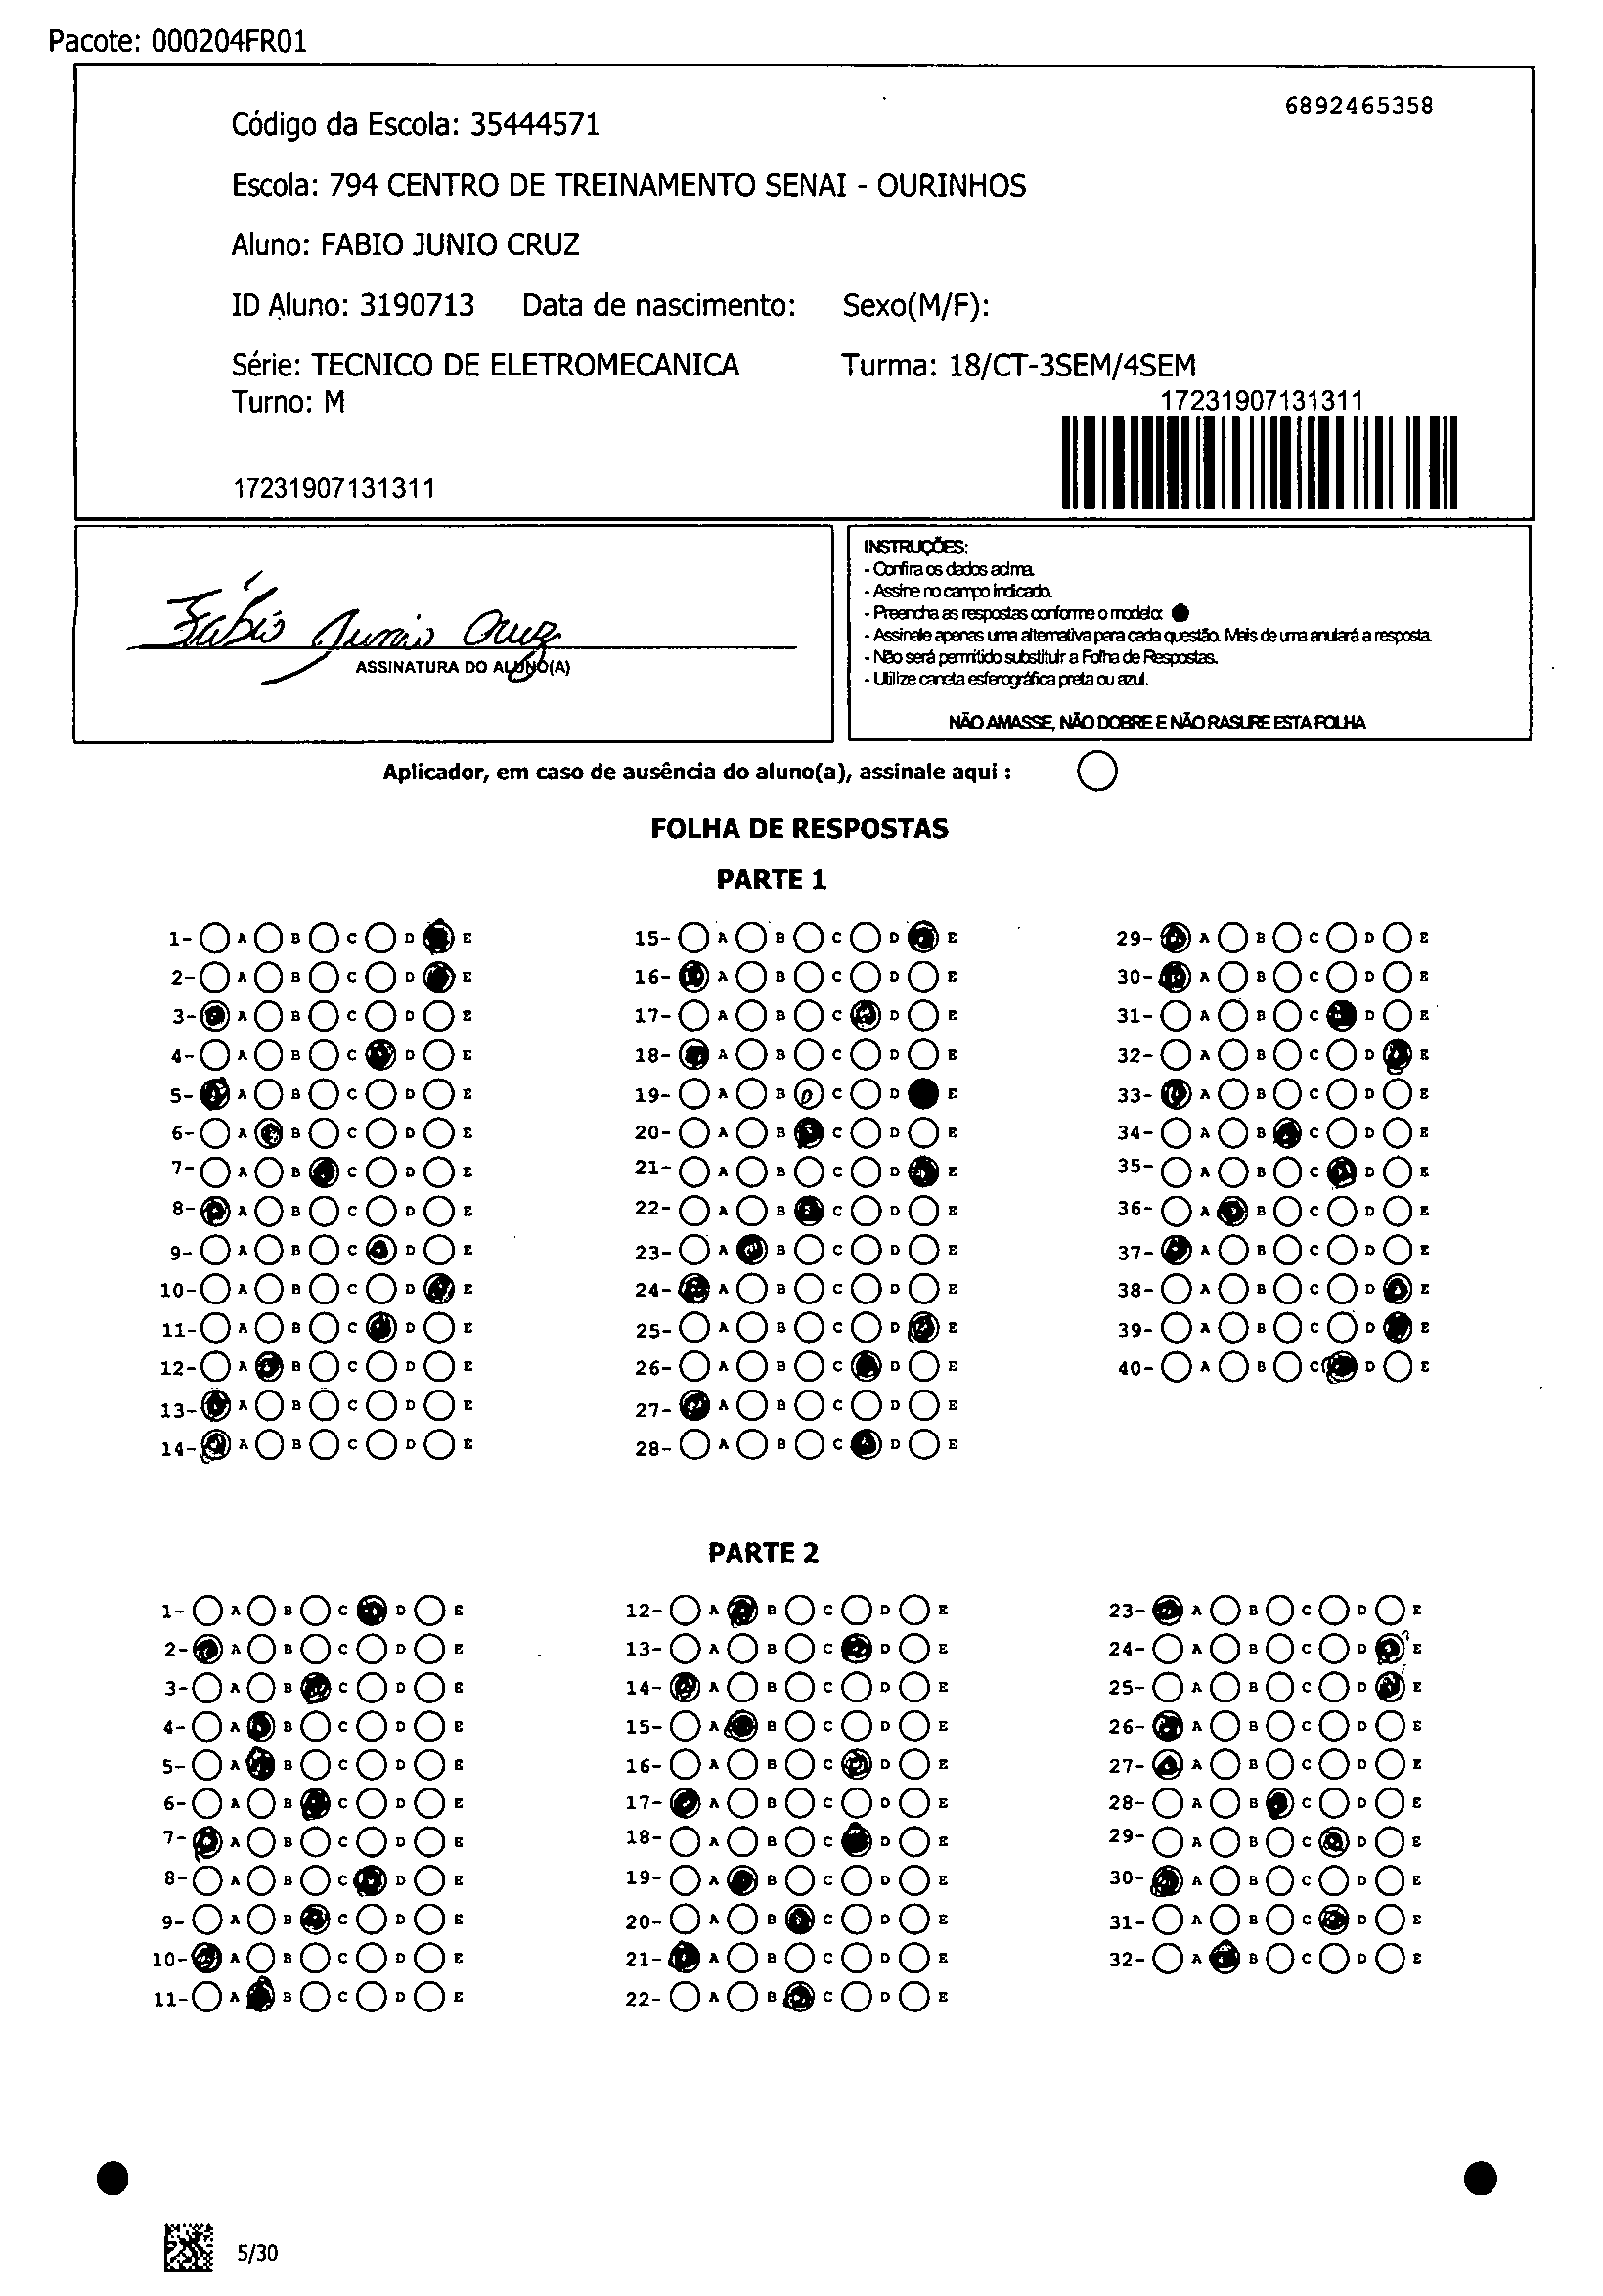 Pacote: 000204FR01
6892465358
Código da Escola: 35444571
Escola: 794 CENTRO DE TREINAMENTO SENAI - OURINHOS
Aluno: FABIO JUNIO CRUZ
ID Aluno: 3190713 Data de nascimento: Sexo(M/F):
Série: TECNICO DE ELETROMECANICA Turma: 18/CT-3SEM/4SEM
Turno: M 17231907131311
17231907131311
Fabio Junio Cruz
ASSINATURA DO ALUNO(A)
INSTRUÇÕES:
- Confira os dados acima.
- Assine no campo indicado.
- Preencha as respostas conforme o modelo:
- Assinale apenas uma alternativa para cada questão. Mais de uma anulará a resposta.
- Não será permitido substituir a Folha de Respostas.
- Utilize caneta esferográfica preta ou azul.
NÃO AMASSE, NÃO DOBRE E NÃO RASURE ESTA FOLHA
Aplicador, em caso de ausência do aluno(a), assinale aqui :
FOLHA DE RESPOSTAS
PARTE 1
1- A B C D E 15- A B C D E 29- A B C D E
2- A B C D E 16- A B C D E 30- A B C D E
3- A B C D E 17- A B C D E 31- A B C D E
4- A B C D E 18- A B C D E 32- A B C D E
5- A B C D E 19- A B C D E 33- A B C D E
6- A B C D E 20- A B C D E 34- A B C D E
7- A B C D E 21- A B C D E 35- A B C D E
8- A B C D E 22- A B C D E 36- A B C D E
9- A B C D E 23- A B C D E 37- A B C D E
10- A B C D E 24- A B C D E 38- A B C D E
11- A B C D E 25- A B C D E 39- A B C D E
12- A B C D E 26- A B C D E 40- A B C D E
13- A B C D E 27- A B C D E
14- A B C D E 28- A B C D E
PARTE 2
1- A B C D E 12- A B C D E 23- A B C D E
2- A B C D E 13- A B C D E 24- A B C D E
3- A B C D E 14- A B C D E 25- A B C D E
4- A B C D E 15- A B C D E 26- A B C D E
5- A B C D E 16- A B C D E 27- A B C D E
6- A B C D E 17- A B C D E 28- A B C D E
7- A B C D E 18- A B C D E 29- A B C D E
8- A B C D E 19- A B C D E 30- A B C D E
9- A B C D E 20- A B C D E 31- A B C D E
10- A B C D E 21- A B C D E 32- A B C D E
11- A B C D E 22- A B C D E
5/30